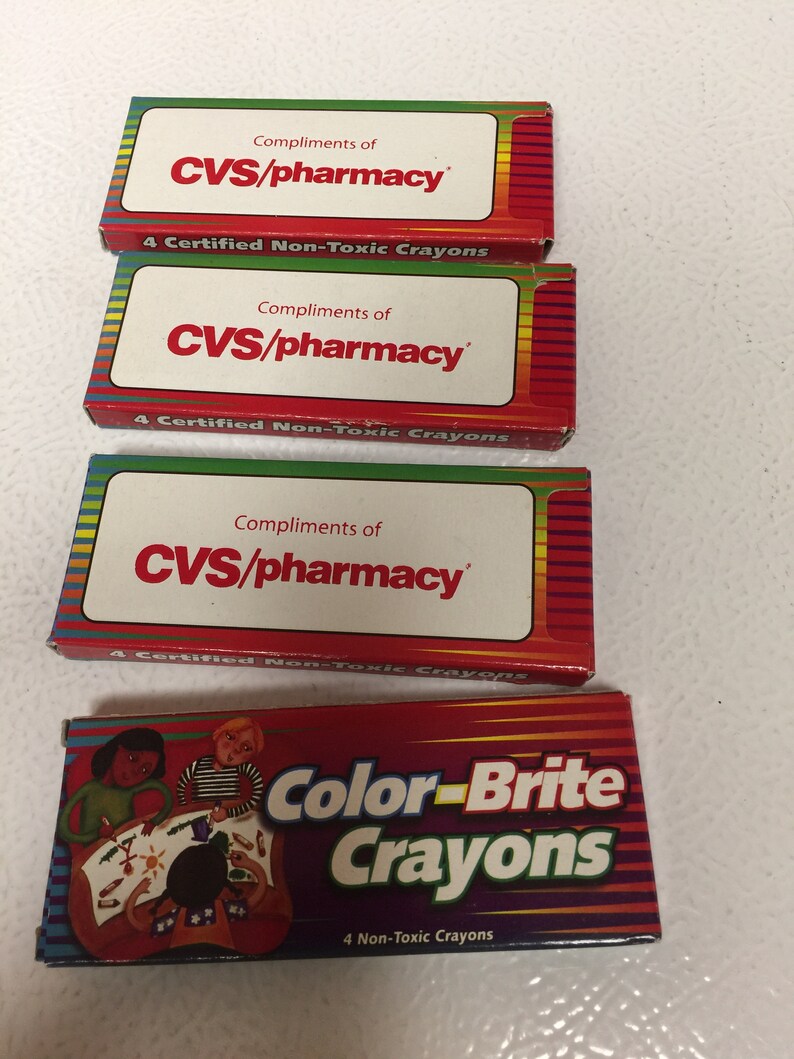 Compliments of
CVS/pharmacy
4 Certified Non-Toxic Crayons
Compliments of
CVS/pharmacy
4 Certified Non-Toxic Crayons
Compliments of
CVS/pharmacy
4 Certified Non-Toxic Crayons
Color-Brite
Crayons
4 Non-Toxic Crayons